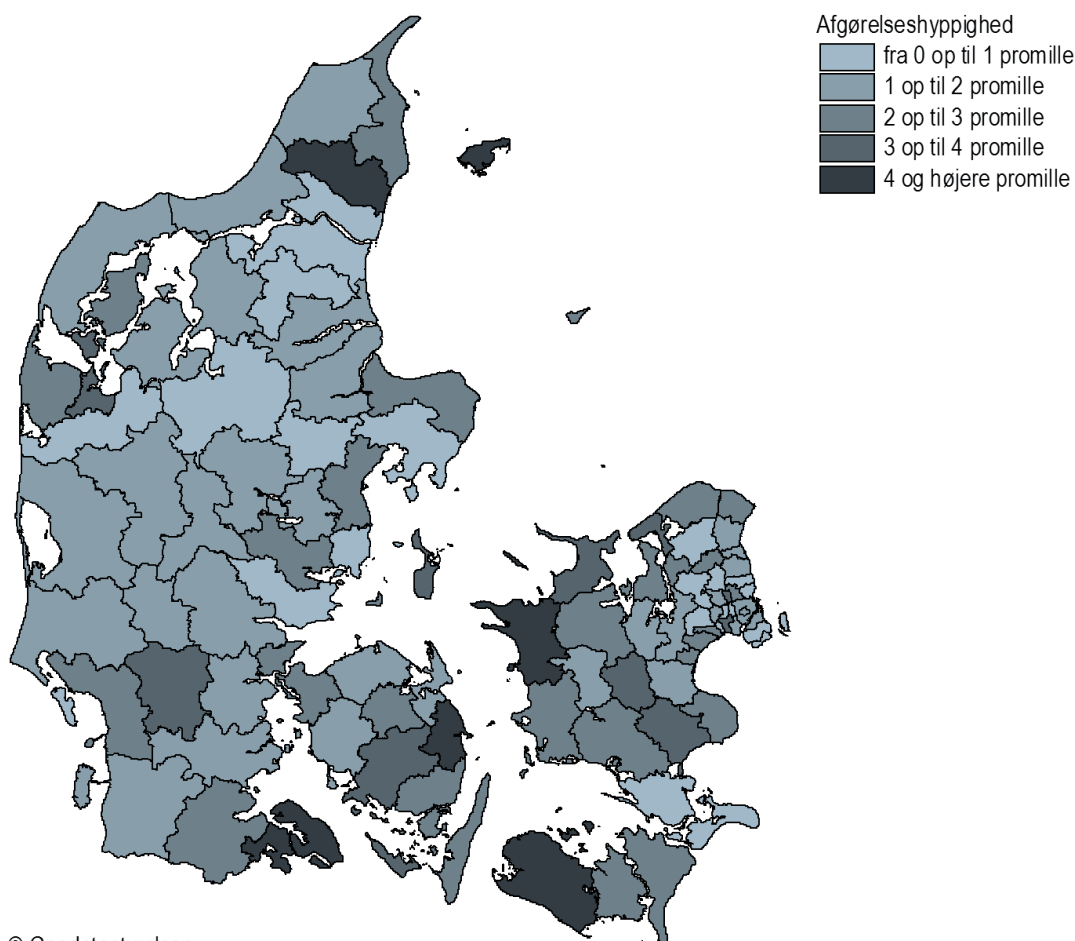 Afgørelseshyppighed
fra 0 op til 1 promille
1 op til 2 promille
2 op til 3 promille
3 op til 4 promille
4 og højere promille
©